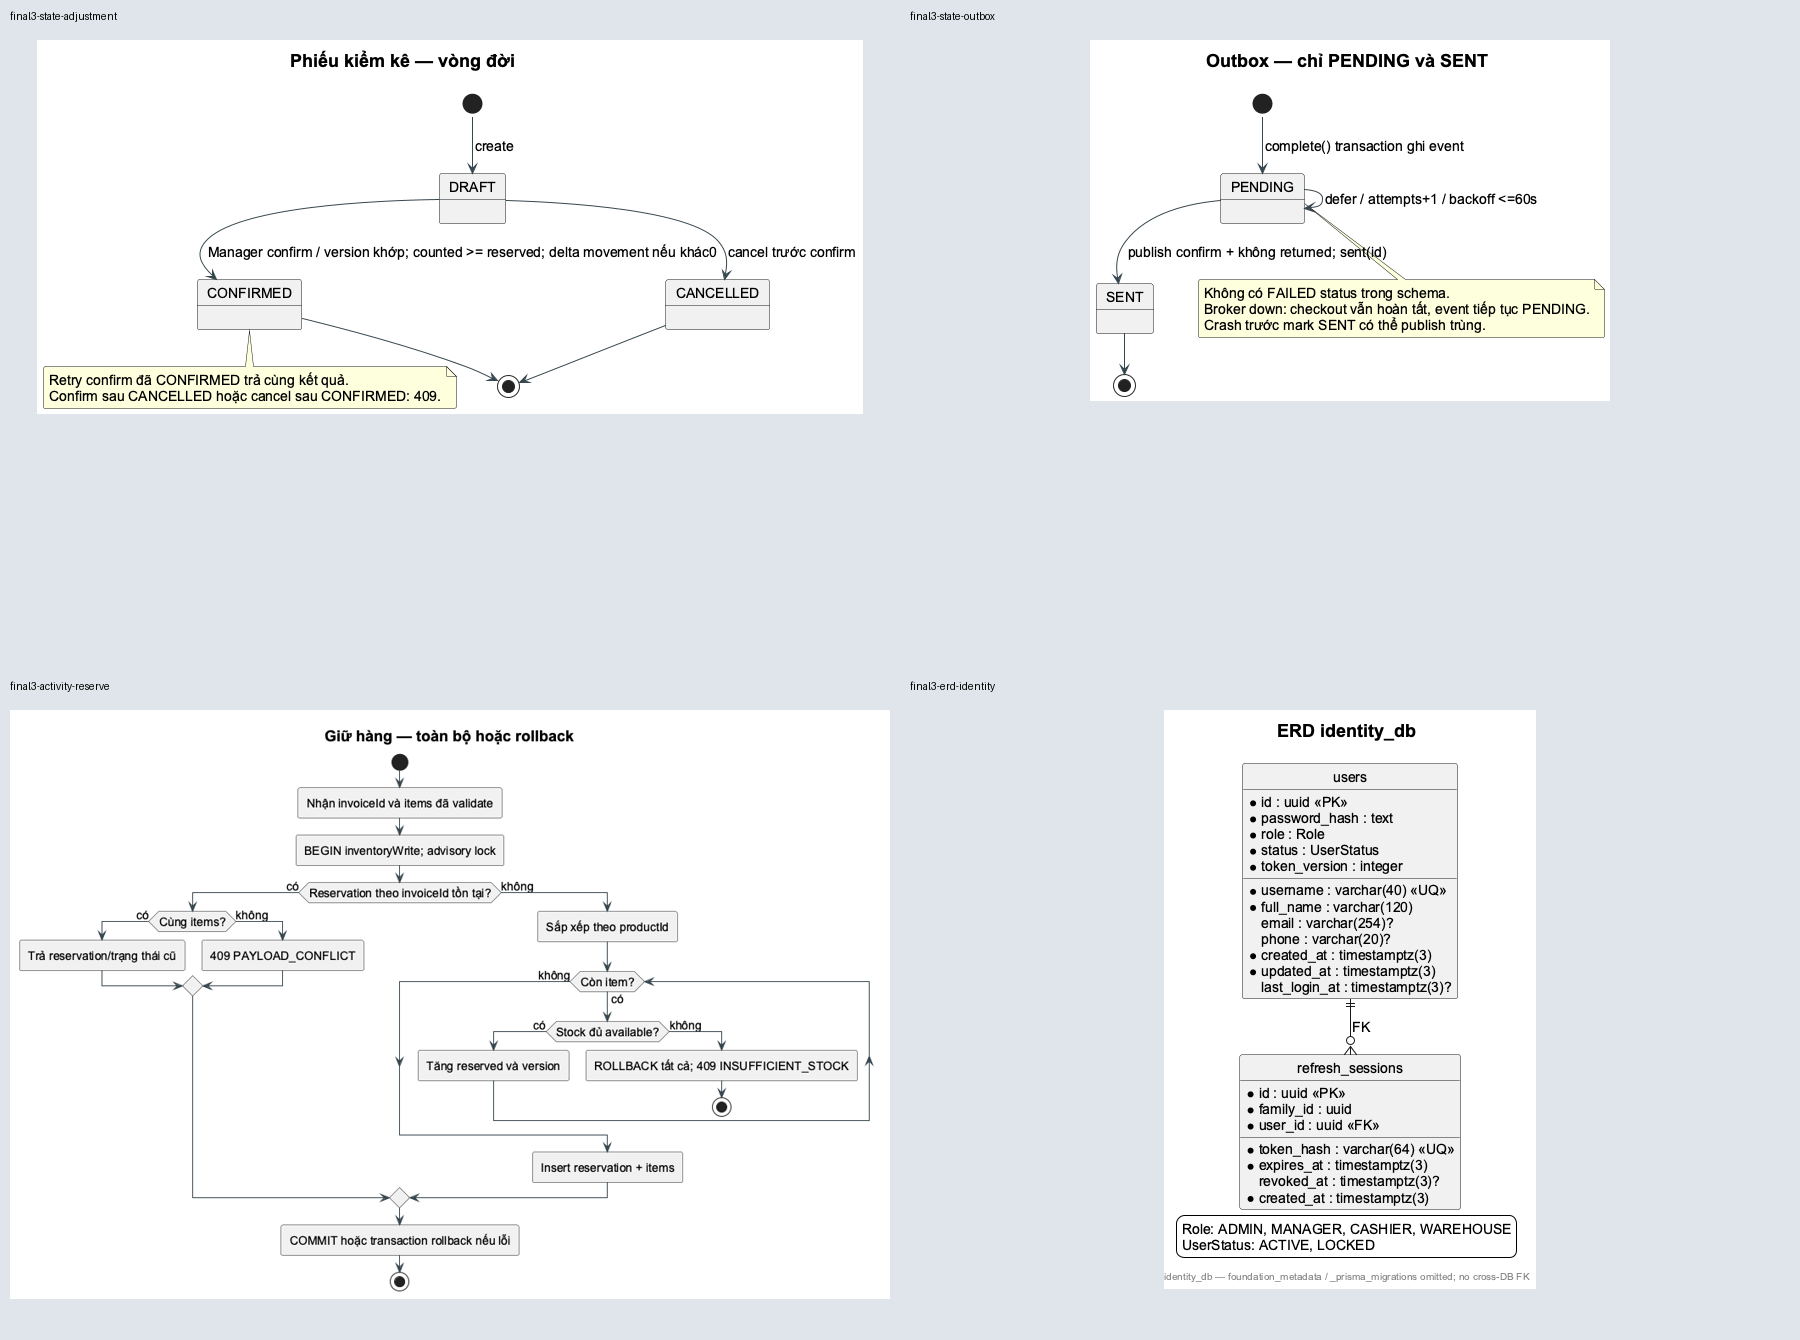 final3-state-adjustment
Phiếu kiểm kê — vòng đời
create
DRAFT
Manager confirm / version khớp; counted >= reserved; delta movement nếu khác0
cancel trước confirm
CONFIRMED
CANCELLED
Retry confirm đã CONFIRMED trả cùng kết quả.
Confirm sau CANCELLED hoặc cancel sau CONFIRMED: 409.
final3-state-outbox
Outbox — chỉ PENDING và SENT
complete() transaction ghi event
PENDING
defer / attempts+1 / backoff <=60s
publish confirm + không returned; sent(id)
SENT
Không có FAILED status trong schema.
Broker down: checkout vẫn hoàn tất, event tiếp tục PENDING.
Crash trước mark SENT có thể publish trùng.
final3-activity-reserve
Giữ hàng — toàn bộ hoặc rollback
Nhận invoiceId và items đã validate
BEGIN inventoryWrite; advisory lock
có
Reservation theo invoiceId tồn tại?
không
có
Cùng items?
không
Trả reservation/trạng thái cũ
409 PAYLOAD_CONFLICT
Sắp xếp theo productId
không
Còn item?
có
có
Stock đủ available?
không
Tăng reserved và version
ROLLBACK tất cả; 409 INSUFFICIENT_STOCK
Insert reservation + items
COMMIT hoặc transaction rollback nếu lỗi
final3-erd-identity
ERD identity_db
users
id : uuid «PK»
password_hash : text
role : Role
status : UserStatus
token_version : integer
username : varchar(40) «UQ»
full_name : varchar(120)
email : varchar(254)?
phone : varchar(20)?
created_at : timestamptz(3)
updated_at : timestamptz(3)
last_login_at : timestamptz(3)?
FK
refresh_sessions
id : uuid «PK»
family_id : uuid
user_id : uuid «FK»
token_hash : varchar(64) «UQ»
expires_at : timestamptz(3)
revoked_at : timestamptz(3)?
created_at : timestamptz(3)
Role: ADMIN, MANAGER, CASHIER, WAREHOUSE
UserStatus: ACTIVE, LOCKED
identity_db — foundation_metadata / _prisma_migrations omitted; no cross-DB FK